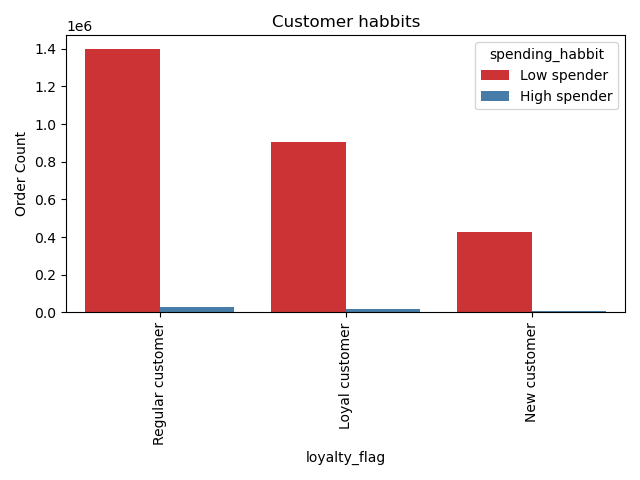 Customer habbits
1e6
spending_habbit
Low spender
High spender
1.4
1.2
1.0
0.8
0.6
0.4
0.2
0.0
Order Count
Regular customer
Loyal customer
New customer
loyalty_flag